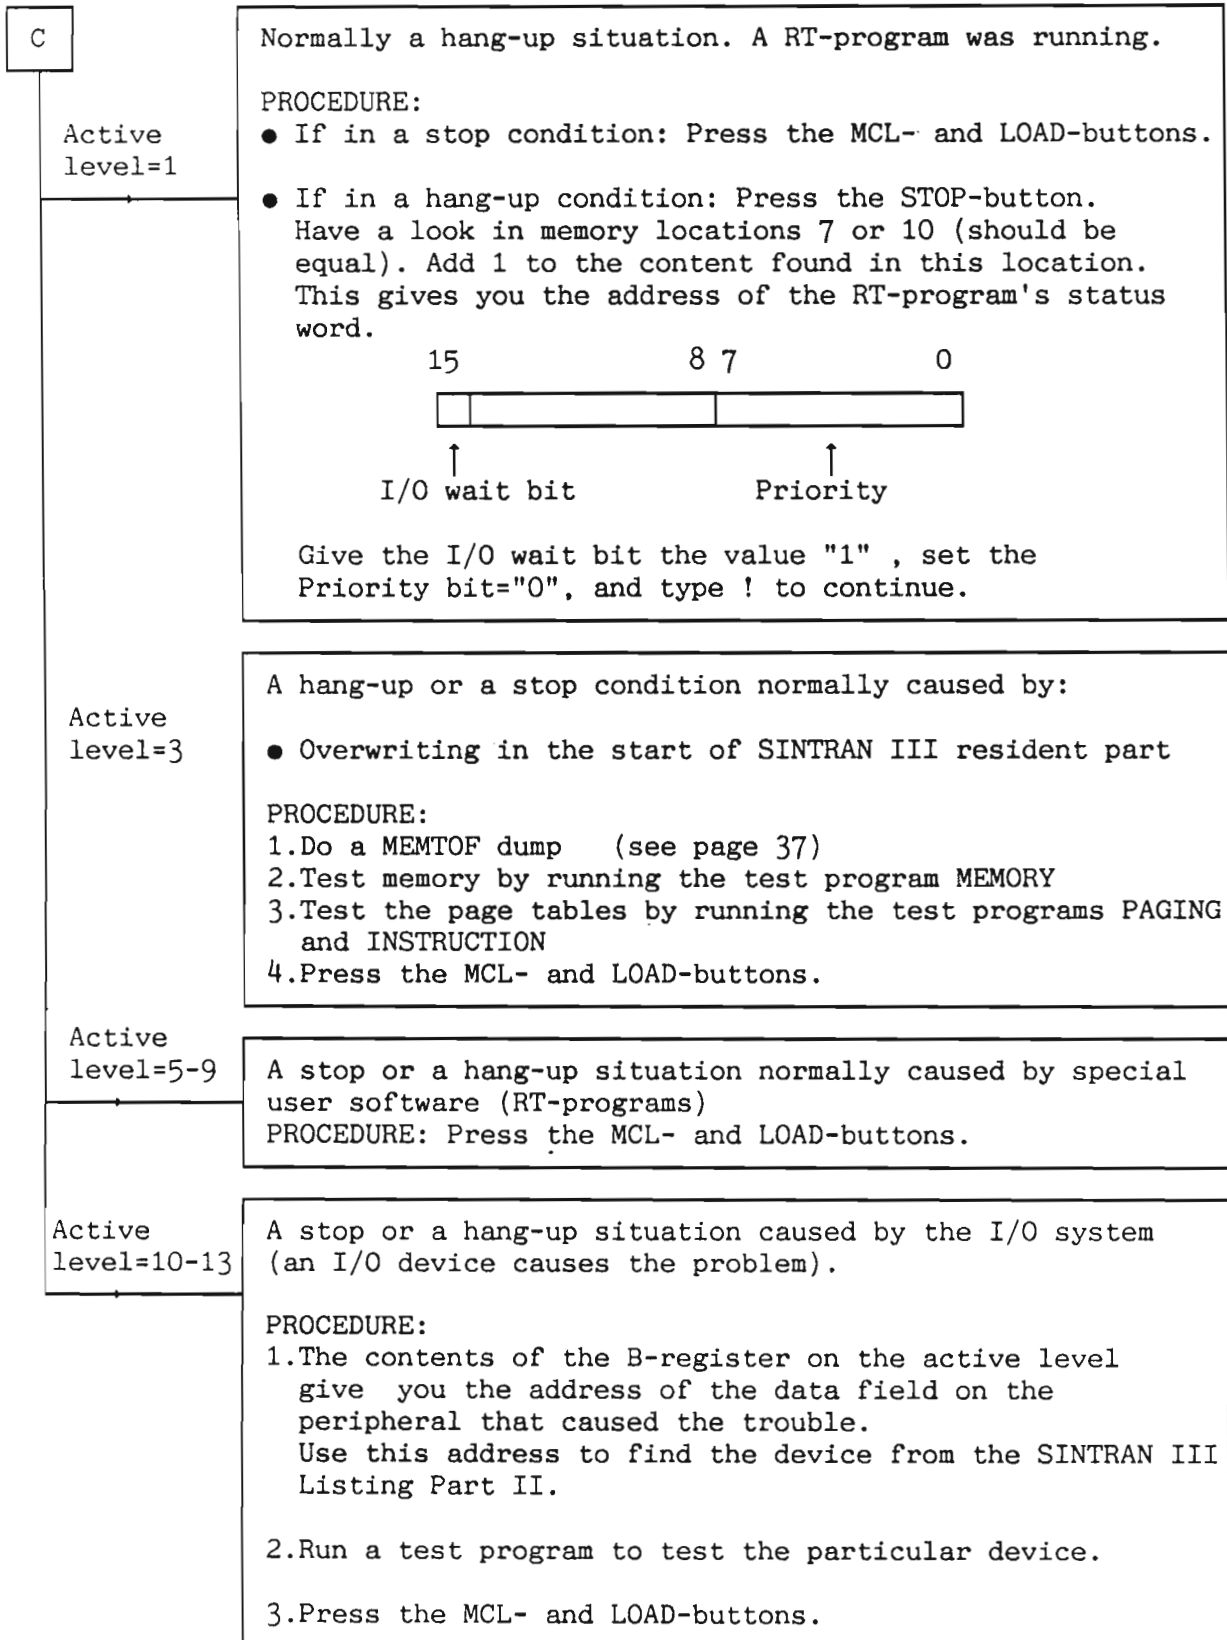 C
Normally a hang-up situation. A RT-program was running.
PROCEDURE:
Active
level=1
● If in a stop condition: Press the MCL- and LOAD-buttons.
● If in a hang-up condition: Press the STOP-button.
Have a look in memory locations 7 or 10 (should be
equal). Add 1 to the content found in this location.
This gives you the address of the RT-program's status
word.
15 8 7 0
↑ ↑
I/O wait bit Priority
Give the I/O wait bit the value "1" , set the
Priority bit="0", and type ! to continue.
Active
level=3
A hang-up or a stop condition normally caused by:
● Overwriting in the start of SINTRAN III resident part
PROCEDURE:
1.Do a MEMTOF dump (see page 37)
2.Test memory by running the test program MEMORY
3.Test the page tables by running the test programs PAGING
and INSTRUCTION
4.Press the MCL- and LOAD-buttons.
Active
level=5-9
A stop or a hang-up situation normally caused by special
user software (RT-programs)
PROCEDURE: Press the MCL- and LOAD-buttons.
Active
level=10-13
A stop or a hang-up situation caused by the I/O system
(an I/O device causes the problem).
PROCEDURE:
1.The contents of the B-register on the active level
give you the address of the data field on the
peripheral that caused the trouble.
Use this address to find the device from the SINTRAN III
Listing Part II.
2.Run a test program to test the particular device.
3.Press the MCL- and LOAD-buttons.